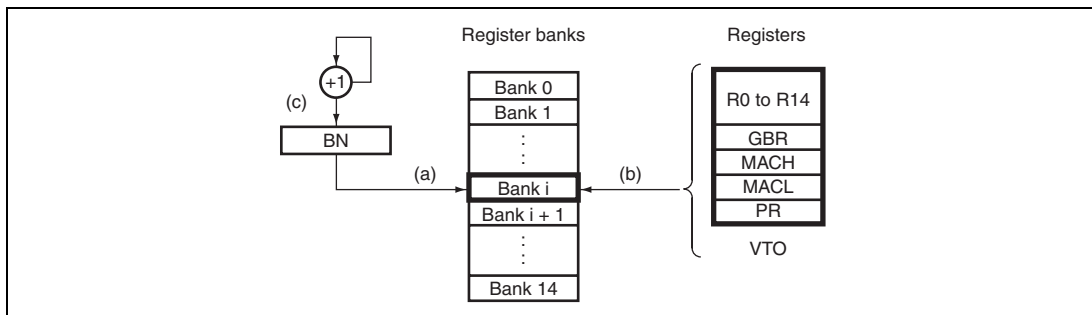 Register banks
Registers
+1
(c)
BN
(a)
Bank 0
Bank 1
⋮
Bank i
Bank i + 1
⋮
Bank 14
(b)
R0 to R14
GBR
MACH
MACL
PR
VTO